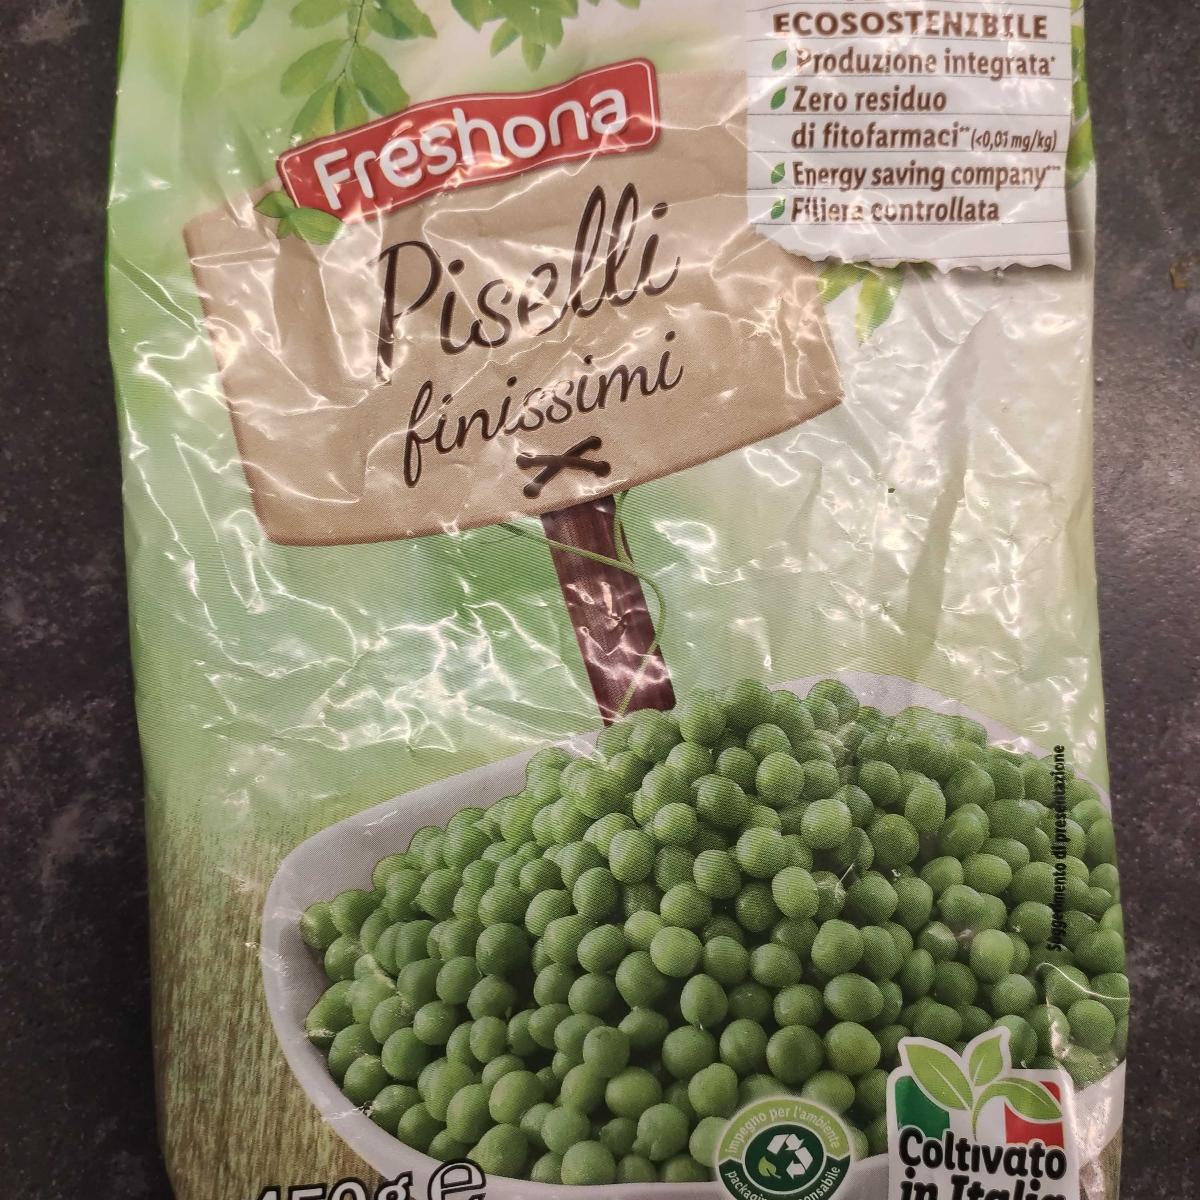 ECOSOSTENIBILE
Produzione integrata*
Zero residuo
di fitofarmaci** (<0,01 mg/kg)
Energy saving company***
Filiera controllata
Freshona
Piselli
finissimi
Suggerimento di presentazione
impegno per l'ambiente
Coltivato
in Italia
450g e